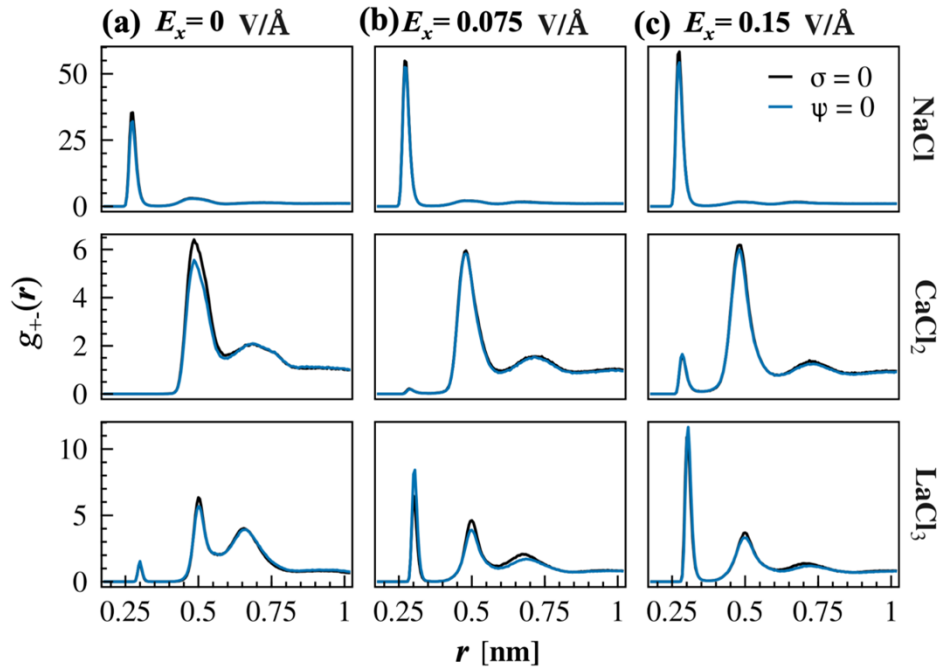 (a) Eₓ= 0 V/Å
(b) Eₓ= 0.075 V/Å
(c) Eₓ= 0.15 V/Å
50
25
0
σ = 0
ψ = 0
NaCl
g₊₋(r)
6
4
2
0
CaCl₂
10
5
0
LaCl₃
0.25 0.5 0.75 1
0.25 0.5 0.75 1
0.25 0.5 0.75 1
r [nm]